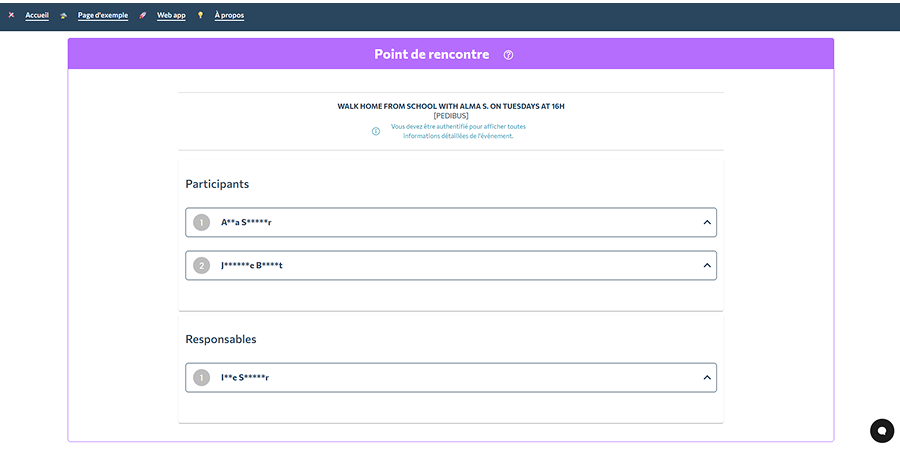 Accueil Page d'exemple Web app À propos
Point de rencontre
WALK HOME FROM SCHOOL WITH ALMA S. ON TUESDAYS AT 16H
[PEDIBUS]
Vous devez être authentifié pour afficher toutes
informations détaillées de l'événement.
Participants
1 A**a S*****r
2 J******e B****t
Responsables
1 I**e S*****r